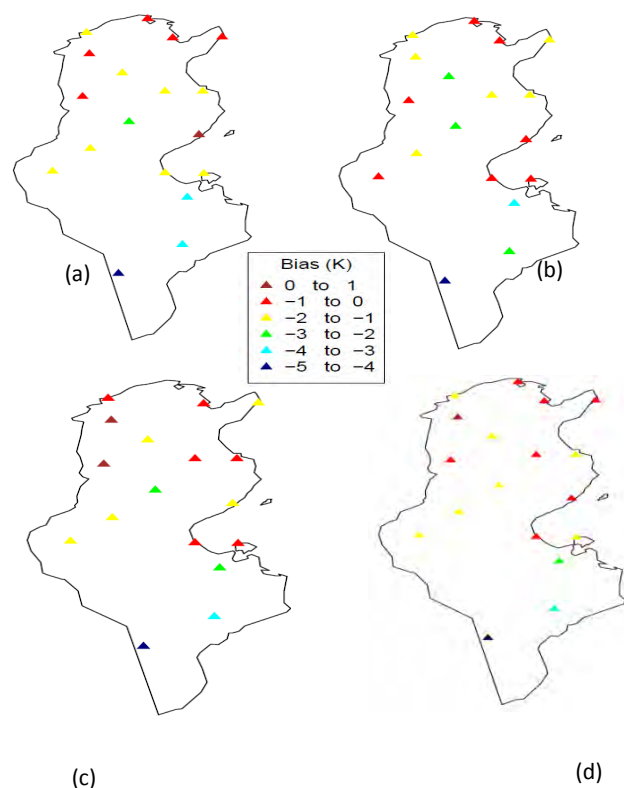 (a)
(b)
Bias (K)
0 to 1
−1 to 0
−2 to −1
−3 to −2
−4 to −3
−5 to −4
(c)
(d)